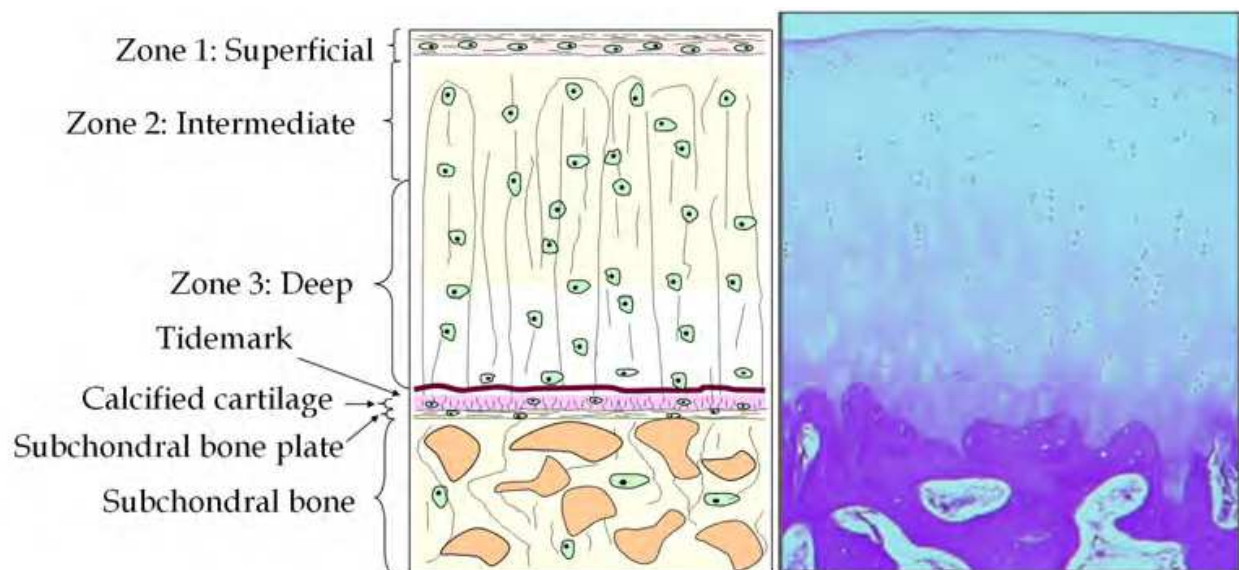 Zone 1: Superficial
Zone 2: Intermediate
Zone 3: Deep
Tidemark
Calcified cartilage
Subchondral bone plate
Subchondral bone